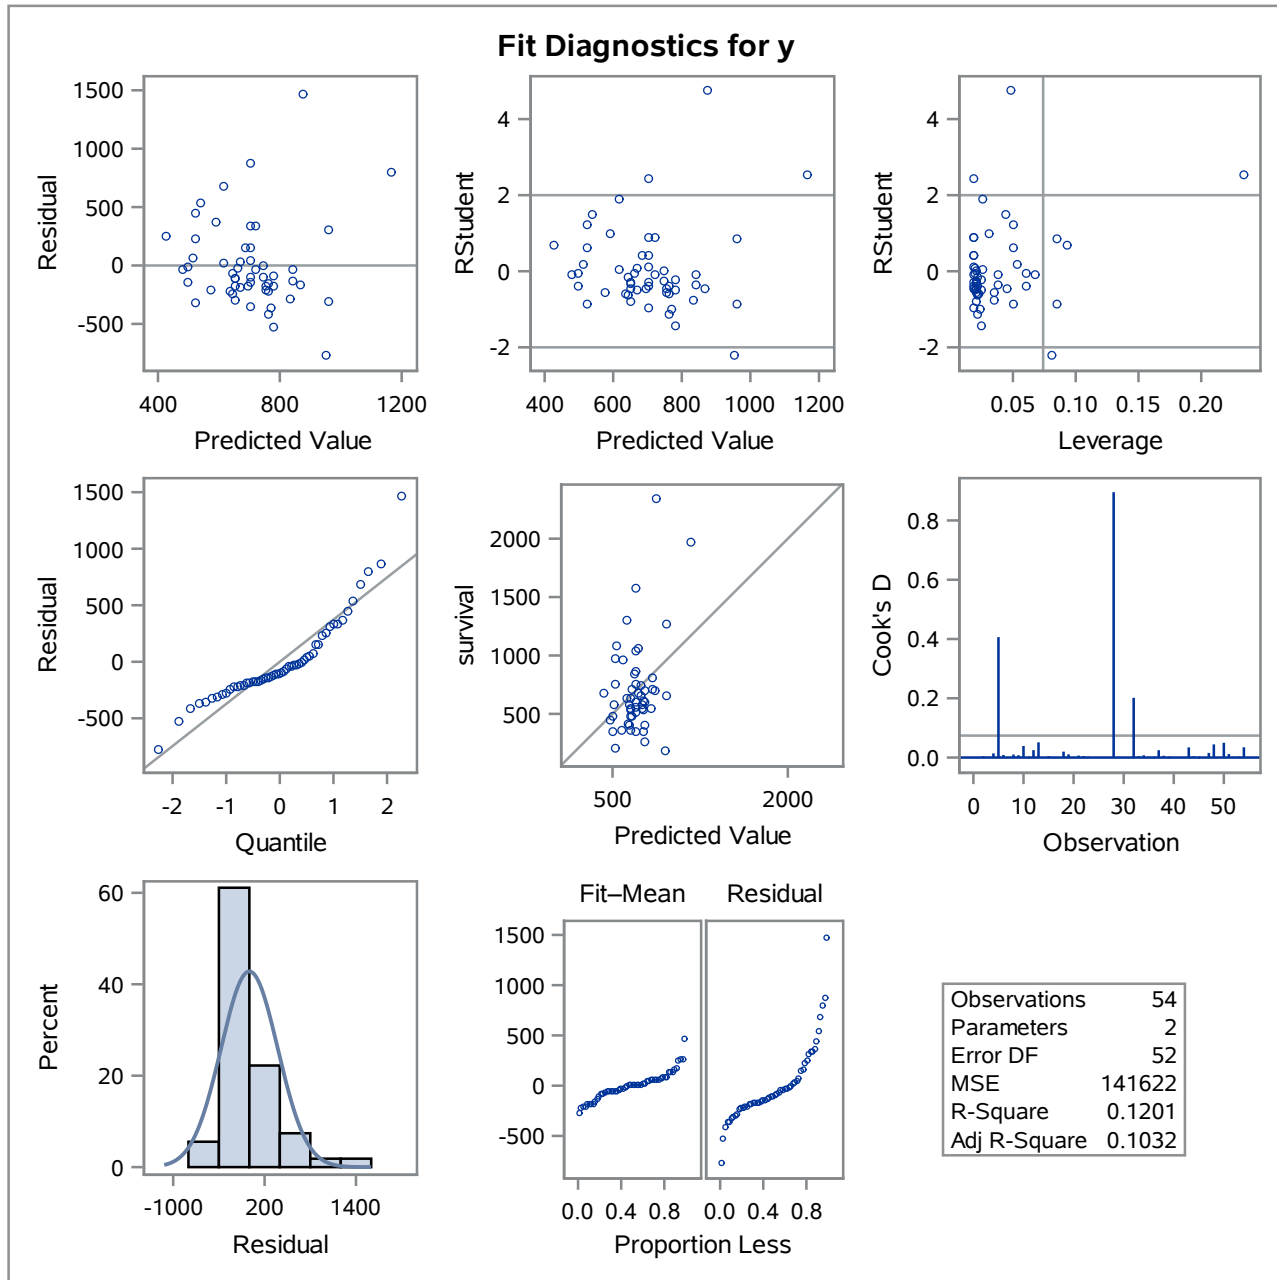 Fit Diagnostics for y
1500
1000
500
0
-500
Residual
400 800 1200
Predicted Value
4
2
0
-2
RStudent
400 600 800 1000 1200
Predicted Value
4
2
0
-2
RStudent
0.05 0.10 0.15 0.20
Leverage
1500
1000
500
0
-500
Residual
-2 -1 0 1 2
Quantile
2000
1500
1000
500
survival
500 2000
Predicted Value
0.8
0.6
0.4
0.2
0.0
Cook's D
0 10 20 30 40 50
Observation
60
40
20
0
Percent
-1000 200 1400
Residual
Fit–Mean Residual
1500
1000
500
0
-500
0.0 0.4 0.8 0.0 0.4 0.8
Proportion Less
Observations 54
Parameters 2
Error DF 52
MSE 141622
R-Square 0.1201
Adj R-Square 0.1032